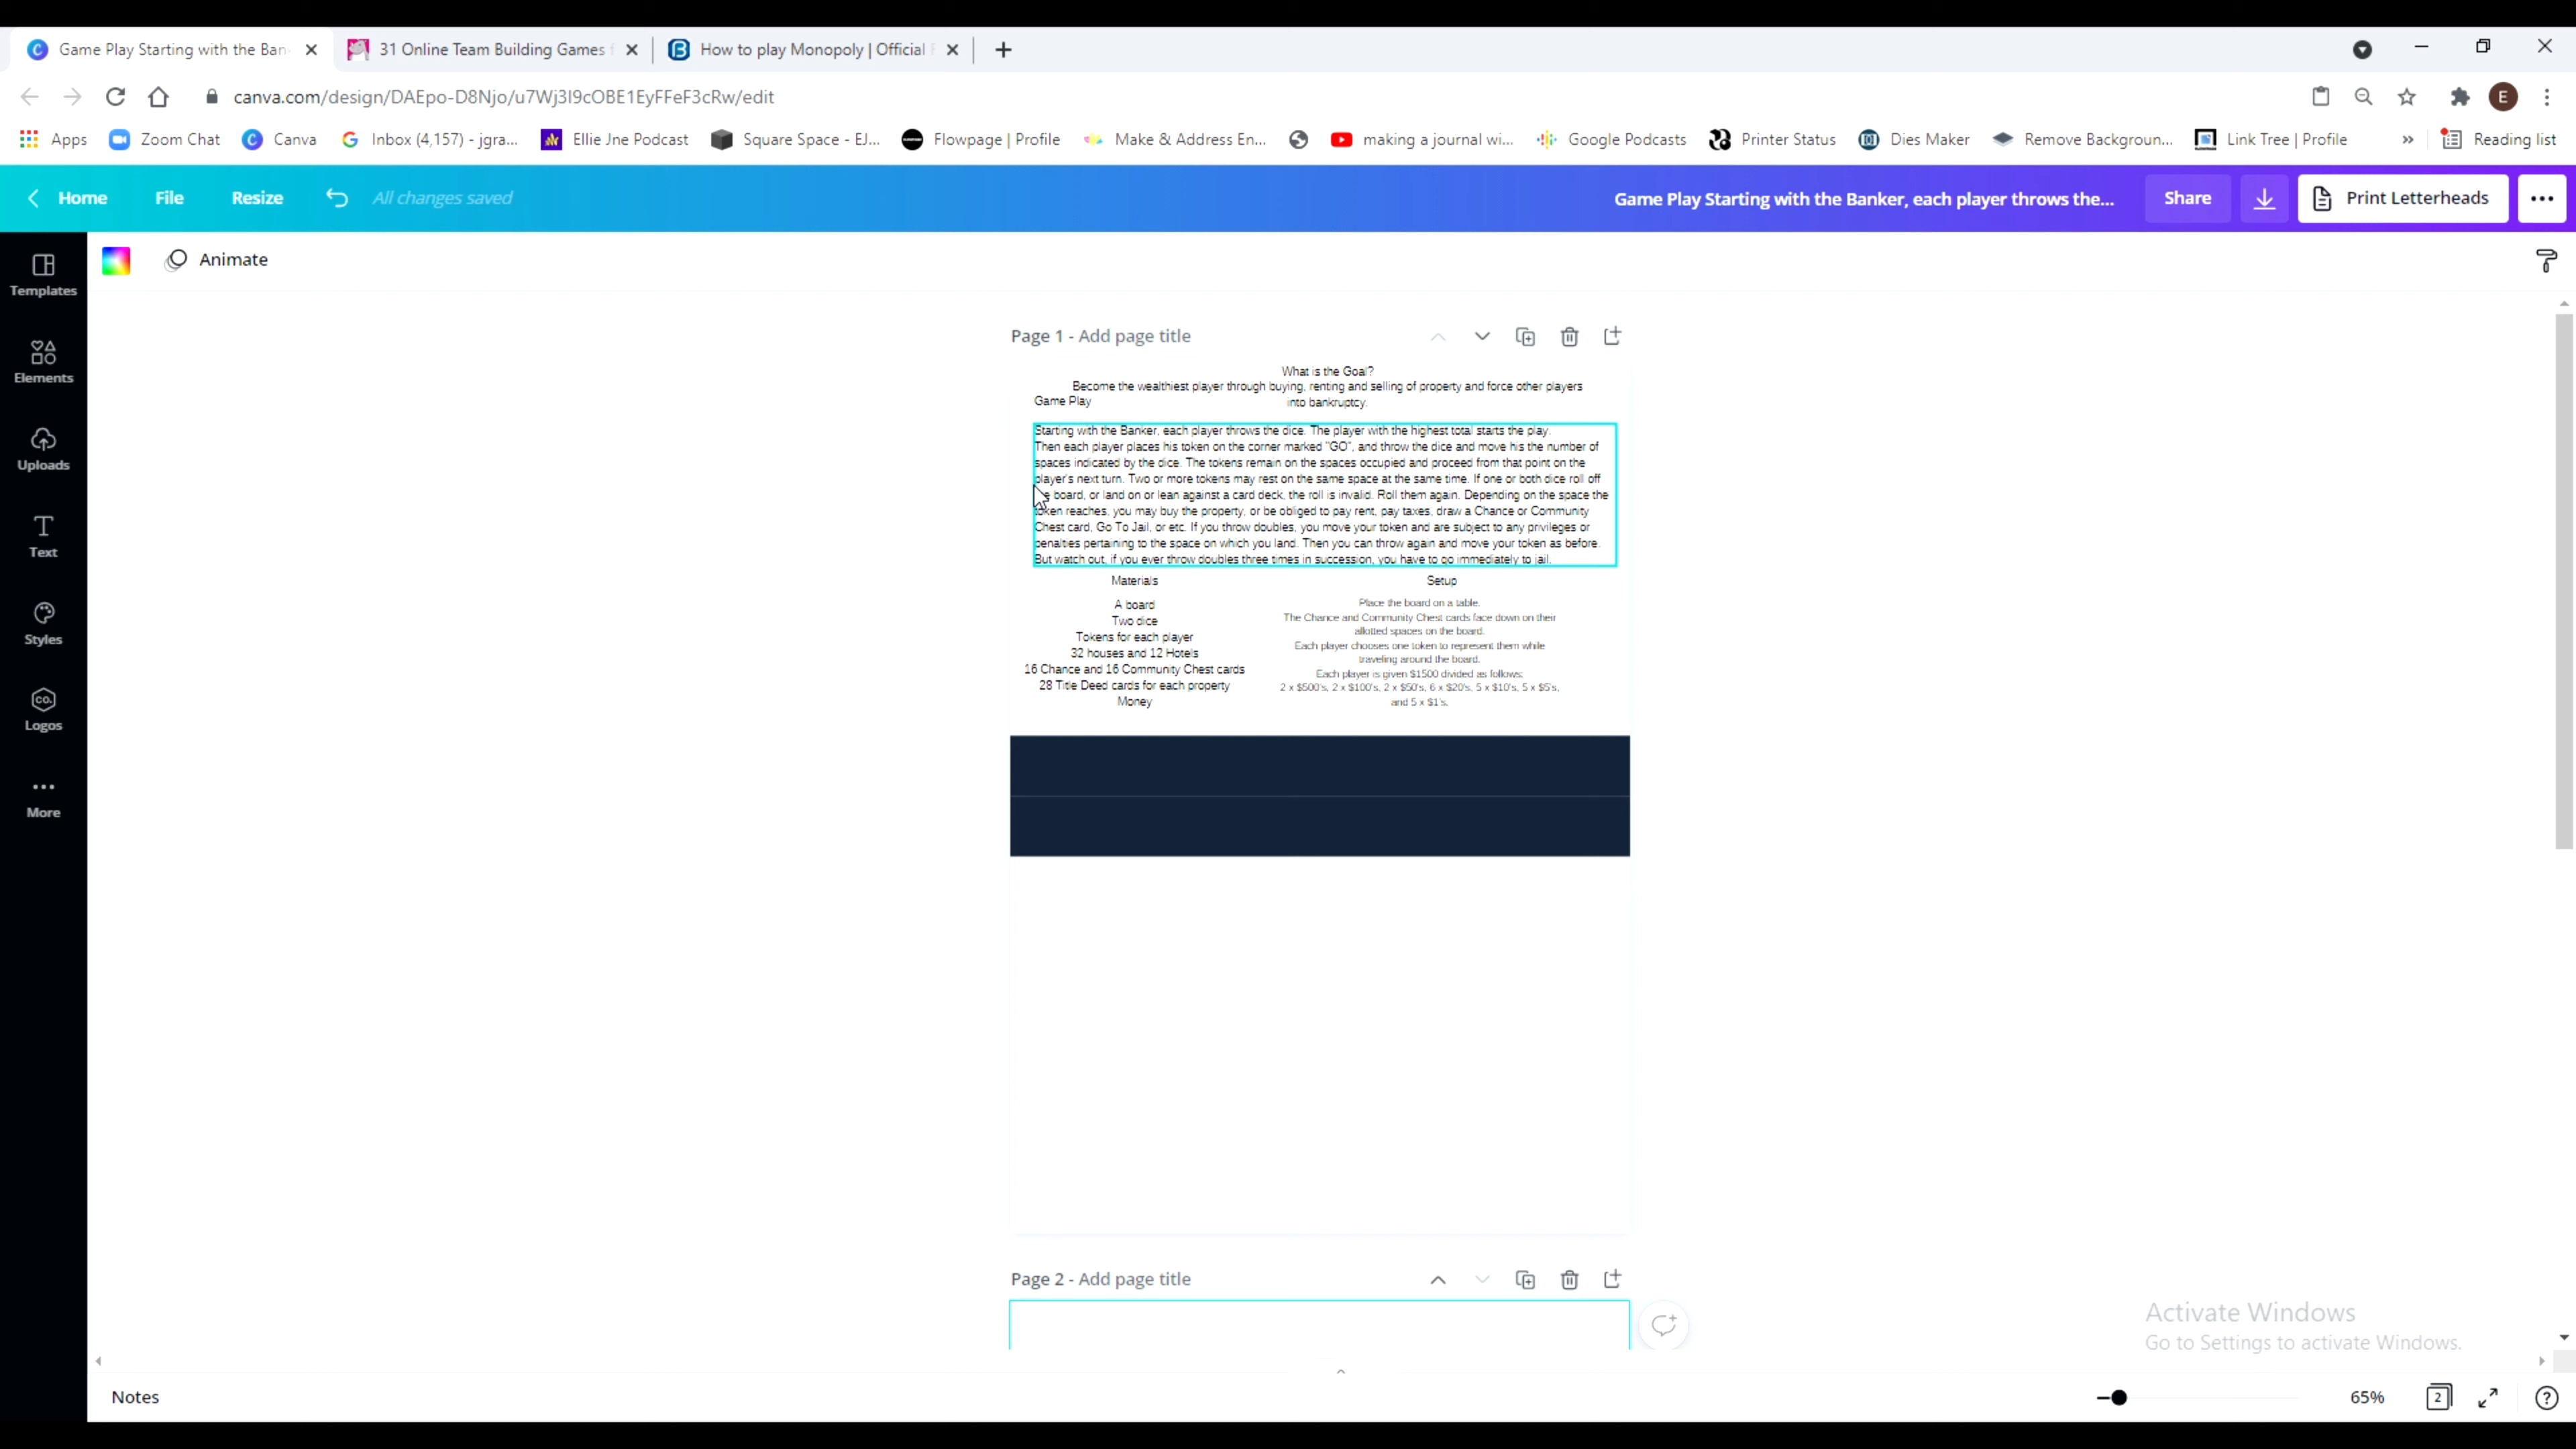 Game Play Starting with the Ban
31 Online Team Building Games f
How to play Monopoly | Official
canva.com/design/DAEpo-D8Njo/u7Wj3I9cOBE1EyFFeF3cRw/edit
E
Apps
Zoom Chat
Canva
Inbox (4,157) - jgra...
Ellie Jne Podcast
Square Space - EJ...
Flowpage | Profile
Make & Address En...
making a journal wi...
Google Podcasts
Printer Status
Dies Maker
Remove Backgroun...
Link Tree | Profile
»
Reading list
Home
File
Resize
All changes saved
Game Play Starting with the Banker, each player throws the...
Share
Print Letterheads
Animate
Templates
Elements
Uploads
Text
Styles
CO.
Logos
More
Page 1 - Add page title
What is the Goal?
Become the wealthiest player through buying, renting and selling of property and force other players
into bankruptcy.
Game Play
Starting with the Banker, each player throws the dice. The player with the highest total starts the play.
Then each player places his token on the corner marked "GO", and throw the dice and move his the number of
spaces indicated by the dice. The tokens remain on the spaces occupied and proceed from that point on the
player's next turn. Two or more tokens may rest on the same space at the same time. If one or both dice roll off
board, or land on or lean against a card deck, the roll is invalid. Roll them again. Depending on the space the
token reaches, you may buy the property, or be obliged to pay rent, pay taxes, draw a Chance or Community
Chest card, Go To Jail, or etc. If you throw doubles, you move your token and are subject to any privileges or
penalties pertaining to the space on which you land. Then you can throw again and move your token as before.
But watch out, if you ever throw doubles three times in succession, you have to go immediately to jail.
Materials
A board
Two dice
Tokens for each player
32 houses and 12 Hotels
16 Chance and 16 Community Chest cards
28 Title Deed cards for each property
Money
Setup
Place the board on a table.
The Chance and Community Chest cards face down on their
allotted spaces on the board.
Each player chooses one token to represent them while
traveling around the board.
Each player is given $1500 divided as follows:
2 x $500's, 2 x $100's, 2 x $50's, 6 x $20's, 5 x $10's, 5 x $5's,
and 5 x $1's.
Page 2 - Add page title
Activate Windows
Go to Settings to activate Windows.
Notes
65%
2
?